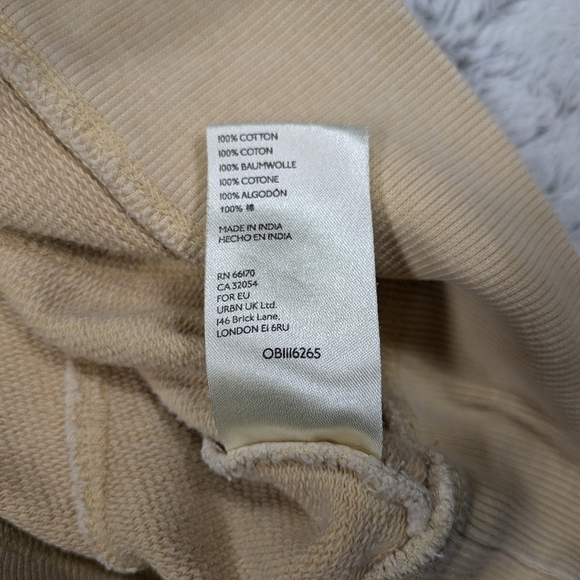 100% COTTON
100% COTON
100% BAUMWOLLE
100% COTONE
100% ALGODÓN
100% 棉
MADE IN INDIA
HECHO EN INDIA
RN 66170
CA 32054
FOR EU
URBN UK Ltd.
146 Brick Lane,
LONDON E1 6RU
OB1116265